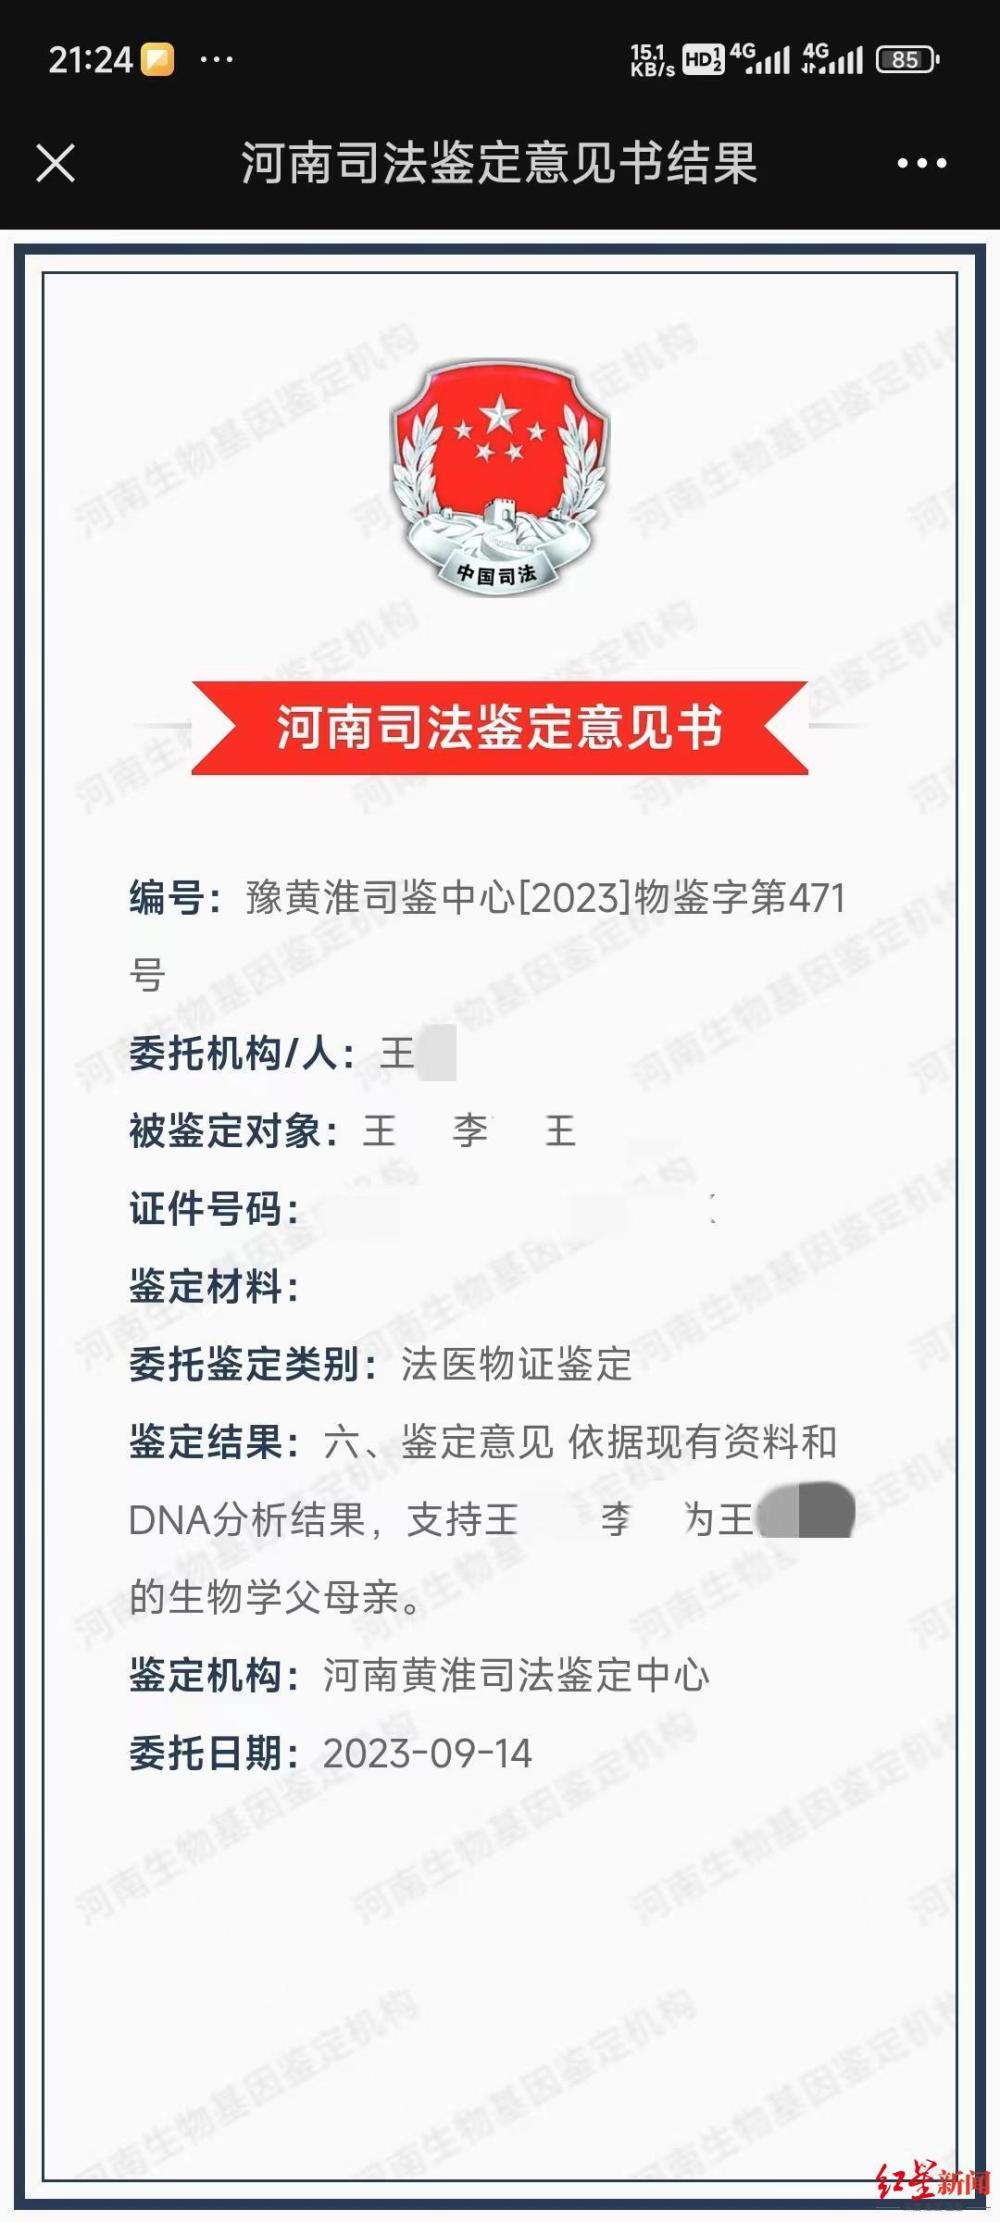 21:24
15.1 KB/s HD 1 2 4G 4G 85
河南司法鉴定意见书结果
中国司法
河南司法鉴定意见书
编号：豫黄淮司鉴中心[2023]物鉴字第471
号
委托机构/人：王
被鉴定对象：王 李 王
证件号码：
鉴定材料：
委托鉴定类别：法医物证鉴定
鉴定结果：六、鉴定意见 依据现有资料和
DNA分析结果，支持王 李 为王
的生物学父母亲。
鉴定机构：河南黄淮司法鉴定中心
委托日期：2023-09-14
河南生物基因鉴定机构
红星新闻